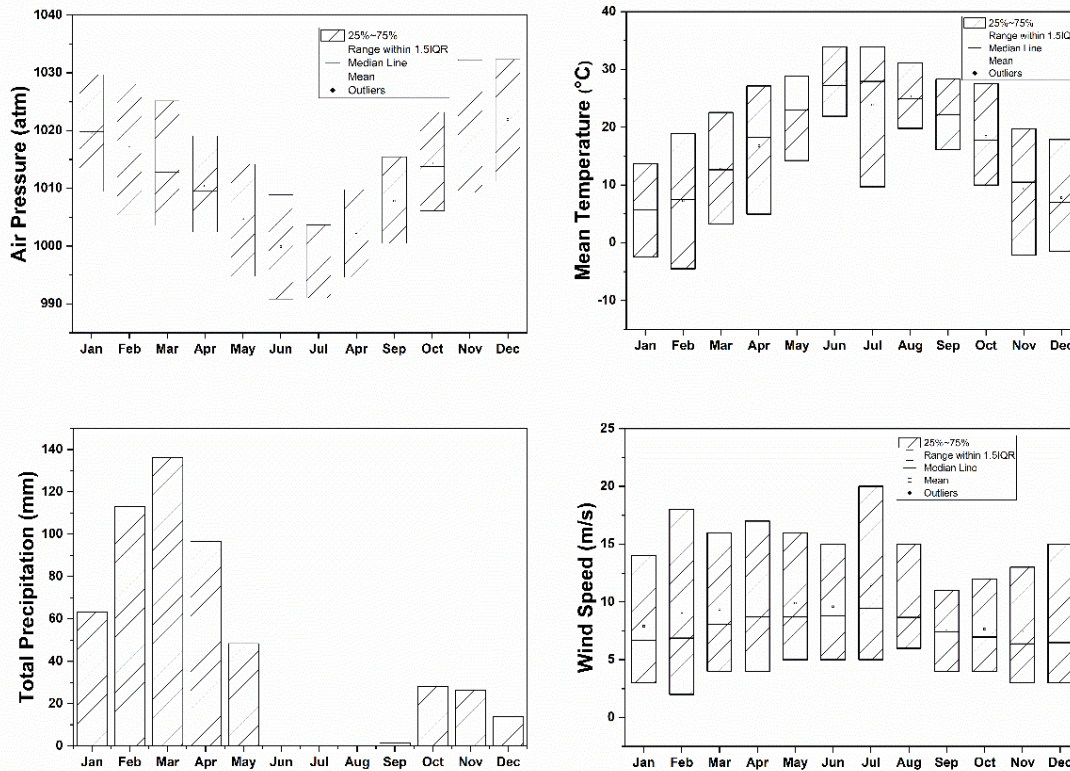 Air Pressure (atm)
1040
1030
1020
1010
1000
990
25%~75%
Range within 1.5IQR
Median Line
Mean
Outliers
Jan Feb Mar Apr May Jun Jul Apr Sep Oct Nov Dec
Mean Temperature (°C)
40
30
20
10
0
-10
25%~75%
Range within 1.5IQ
Median Line
Mean
Outliers
Jan Feb Mar Apr May Jun Jul Aug Sep Oct Nov Dec
Total Precipitation (mm)
140
120
100
80
60
40
20
0
Jan Feb Mar Apr May Jun Jul Aug Sep Oct Nov Dec
Wind Speed (m/s)
25
20
15
10
5
0
25%~75%
Range within 1.5IQR
Median Line
Mean
Outliers
Jan Feb Mar Apr May Jun Jul Aug Sep Oct Nov Dec